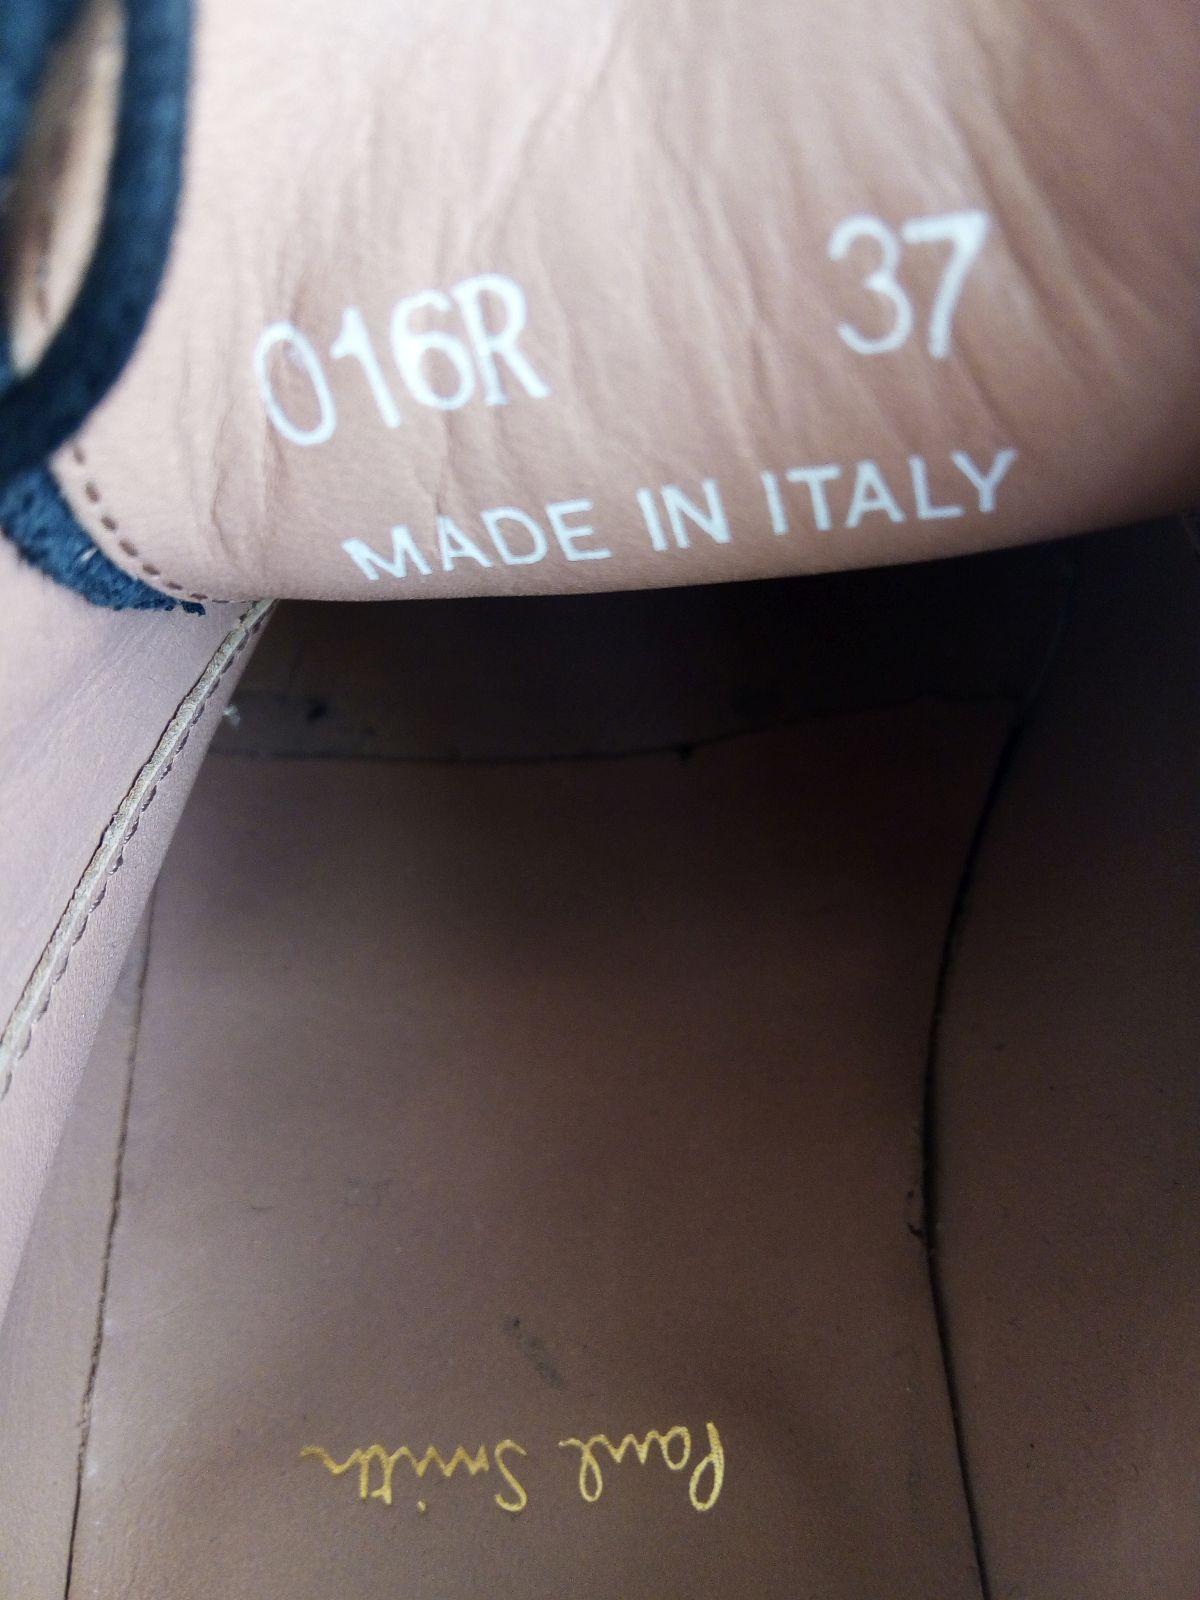 016R 37
MADE IN ITALY
Paul Smith